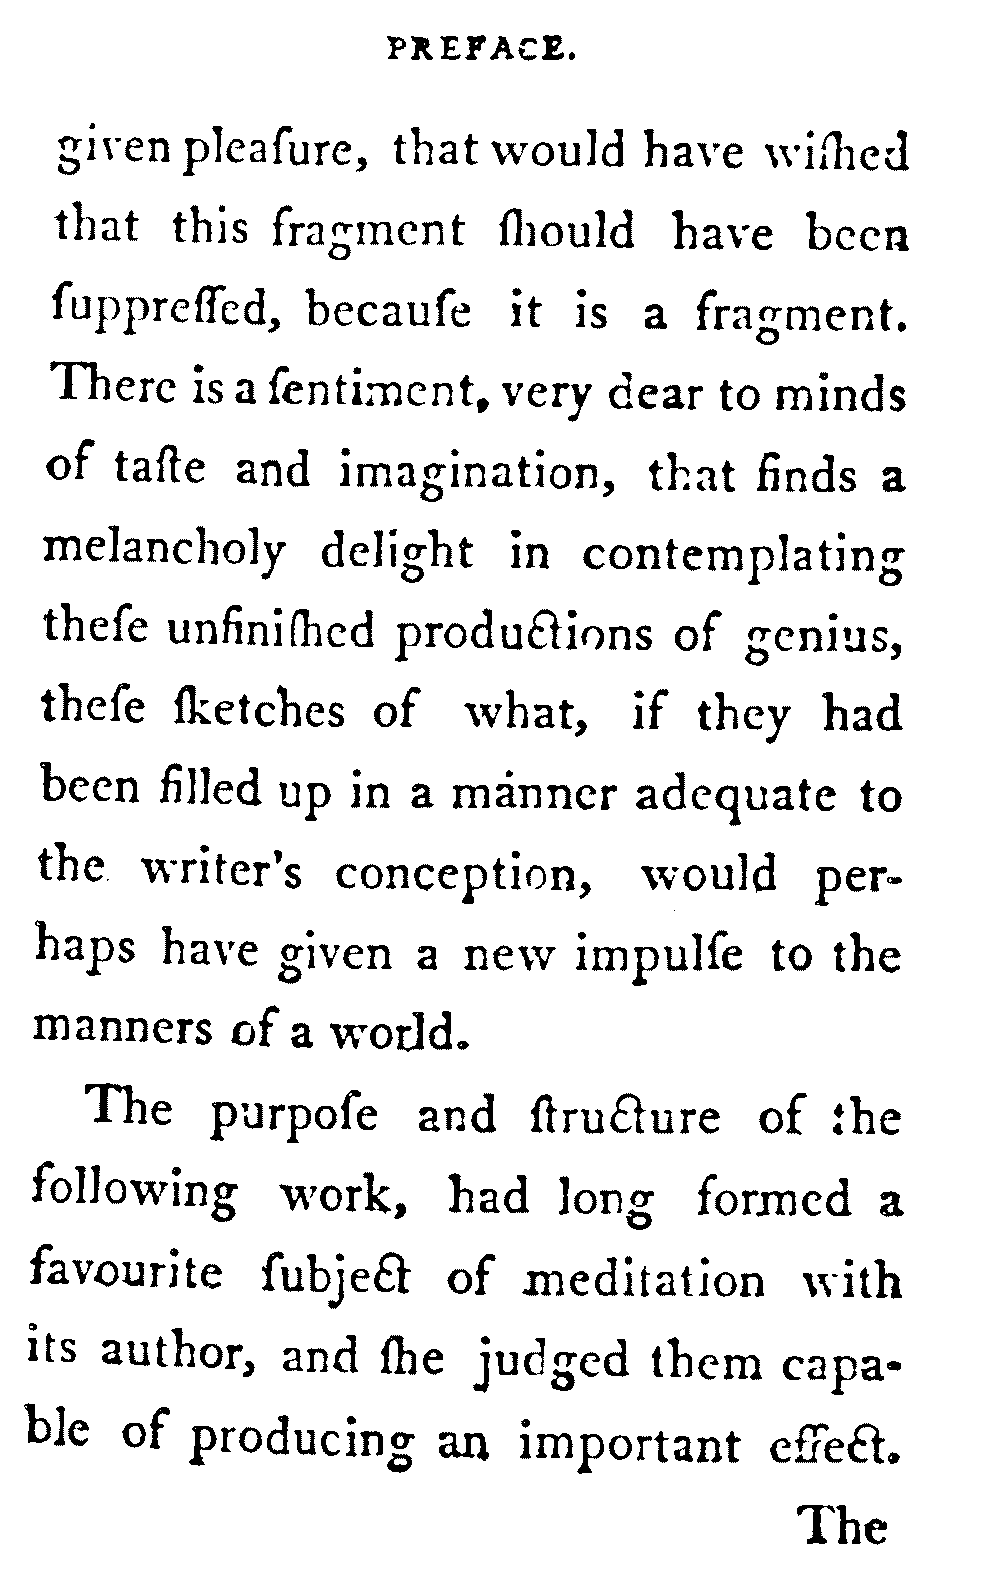 PREFACE.
given pleaſure, that would have wiſhed
that this fragment ſhould have been
ſuppreſſed, becauſe it is a fragment.
There is a ſentiment, very dear to minds
of taſte and imagination, that finds a
melancholy delight in contemplating
theſe unfiniſhed productions of genius,
theſe ſketches of what, if they had
been filled up in a manner adequate to
the writer's conception, would per-
haps have given a new impulſe to the
manners of a world.
The purpoſe and ſtructure of the
following work, had long formed a
favourite ſubject of meditation with
its author, and ſhe judged them capa-
ble of producing an important effect.
The